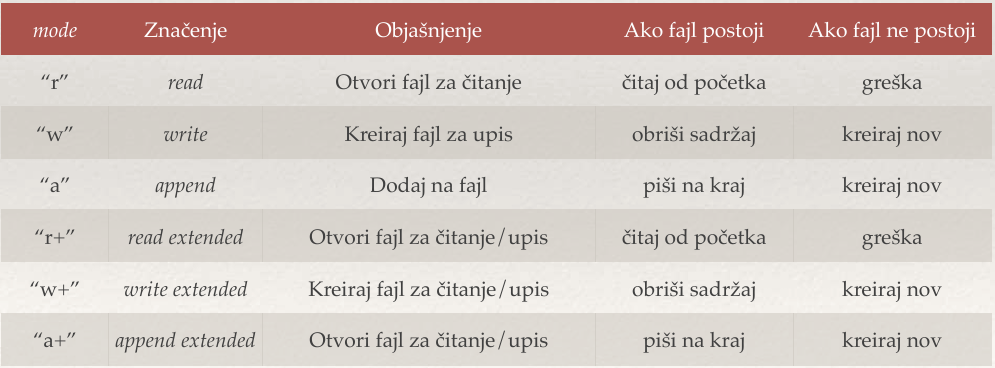 mode Značenje Objašnjenje Ako fajl postoji Ako fajl ne postoji
“r” read Otvori fajl za čitanje čitaj od početka greška
“w” write Kreiraj fajl za upis obriši sadržaj kreiraj nov
“a” append Dodaj na fajl piši na kraj kreiraj nov
“r+” read extended Otvori fajl za čitanje/upis čitaj od početka greška
“w+” write extended Kreiraj fajl za čitanje/upis obriši sadržaj kreiraj nov
“a+” append extended Otvori fajl za čitanje/upis piši na kraj kreiraj nov